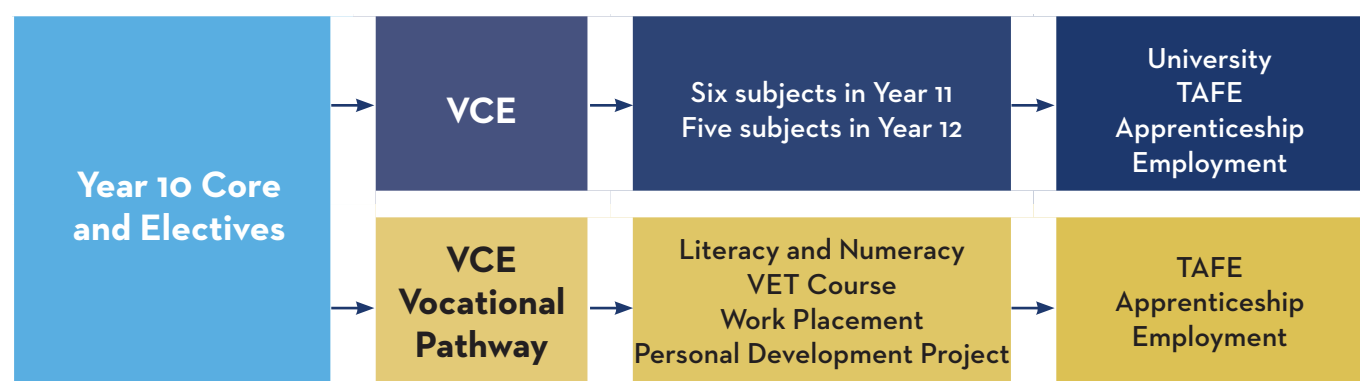 Year 10 Core
and Electives
VCE
Six subjects in Year 11
Five subjects in Year 12
University
TAFE
Apprenticeship
Employment
VCE
Vocational
Pathway
Literacy and Numeracy
VET Course
Work Placement
Personal Development Project
TAFE
Apprenticeship
Employment